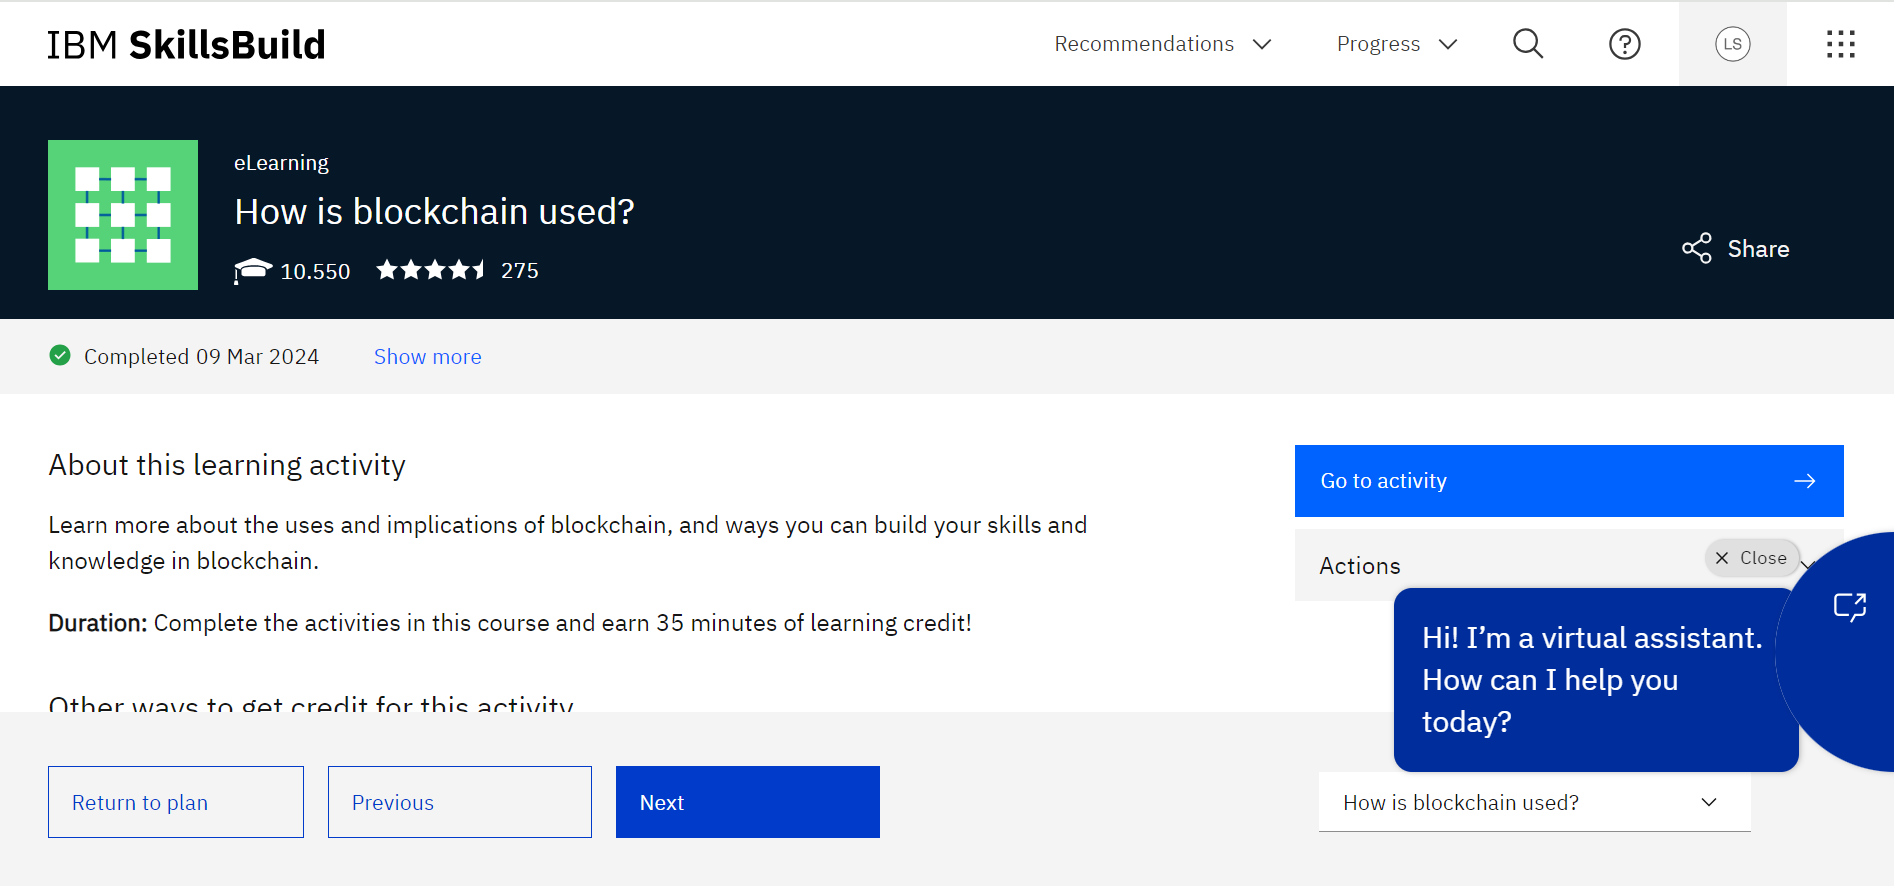 IBM SkillsBuild
Recommendations
Progress
?
LS
eLearning
How is blockchain used?
10.550
275
Share
Completed 09 Mar 2024
Show more
About this learning activity
Go to activity
Learn more about the uses and implications of blockchain, and ways you can build your skills and
knowledge in blockchain.
Actions
Close
Duration: Complete the activities in this course and earn 35 minutes of learning credit!
Hi! I’m a virtual assistant.
How can I help you
today?
Other ways to get credit for this activity
Return to plan
Previous
Next
How is blockchain used?